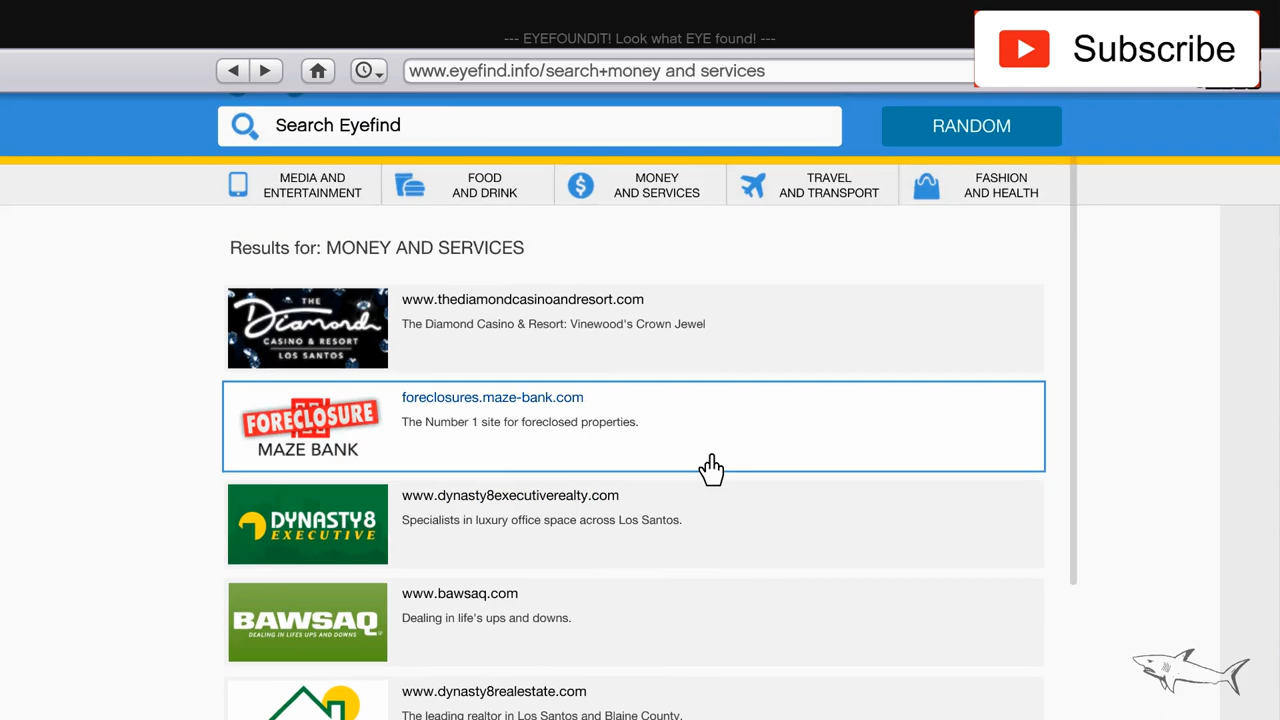 --- EYEFOUNDIT! Look what EYE found! ---
Subscribe
www.eyefind.info/search+money and services
Search Eyefind
RANDOM
MEDIA AND
ENTERTAINMENT
FOOD
AND DRINK
MONEY
AND SERVICES
TRAVEL
AND TRANSPORT
FASHION
AND HEALTH
Results for: MONEY AND SERVICES
THE
Diamond
CASINO & RESORT
LOS SANTOS
www.thediamondcasinoandresort.com
The Diamond Casino & Resort: Vinewood's Crown Jewel
FORECLOSURE
MAZE BANK
foreclosures.maze-bank.com
The Number 1 site for foreclosed properties.
DYNASTY8
EXECUTIVE
www.dynasty8executiverealty.com
Specialists in luxury office space across Los Santos.
BAWSAQ
DEALING IN LIFE'S UPS AND DOWNS
www.bawsaq.com
Dealing in life's ups and downs.
www.dynasty8realestate.com
The leading realtor in Los Santos and Blaine County.